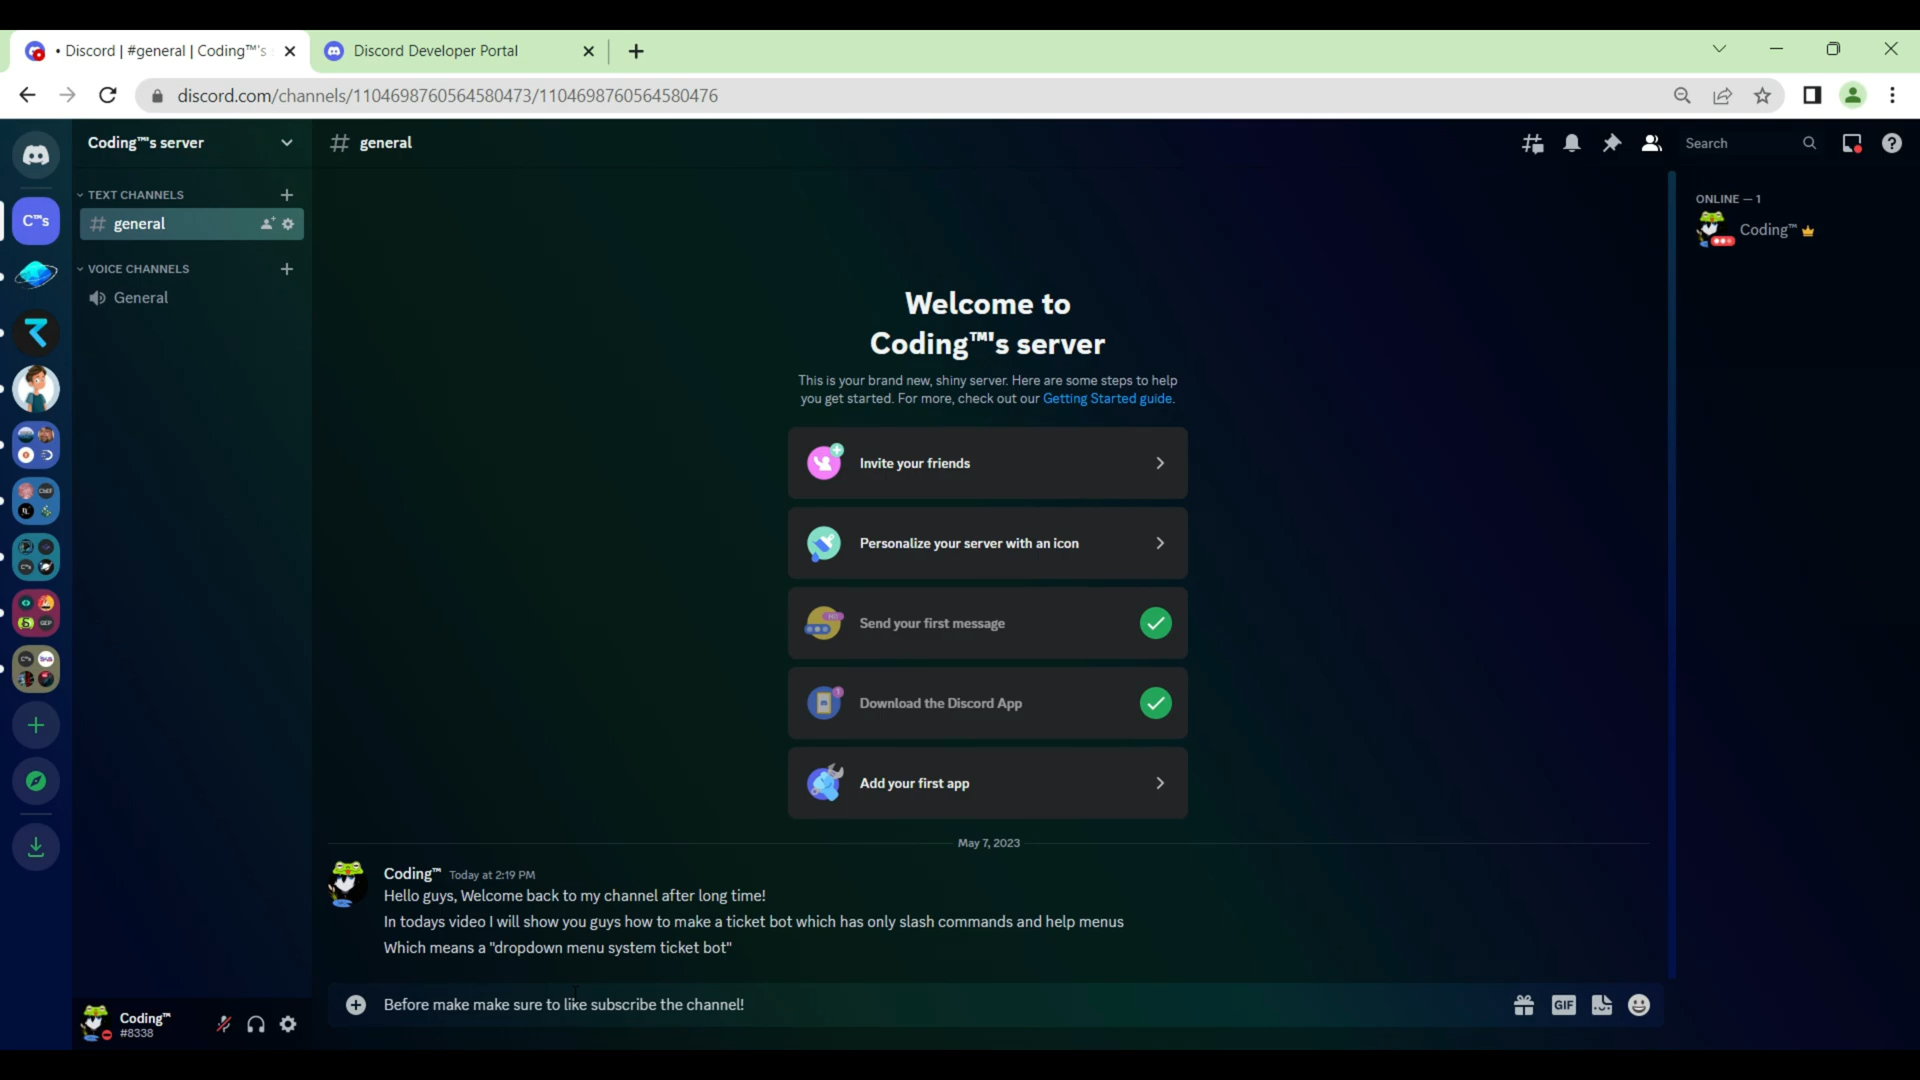 • Discord | #general | Coding™'s
Discord Developer Portal
discord.com/channels/1104698760564580473/1104698760564580476
Coding™'s server
general
Search
TEXT CHANNELS
general
VOICE CHANNELS
General
C™s
ONLINE — 1
Coding™
Welcome to
Coding™'s server
This is your brand new, shiny server. Here are some steps to help
you get started. For more, check out our Getting Started guide.
Invite your friends
Personalize your server with an icon
Send your first message
Download the Discord App
Add your first app
May 7, 2023
Coding™ Today at 2:19 PM
Hello guys, Welcome back to my channel after long time!
In todays video I will show you guys how to make a ticket bot which has only slash commands and help menus
Which means a "dropdown menu system ticket bot"
Before make make sure to like subscribe the channel!
GIF
Coding™
#8338